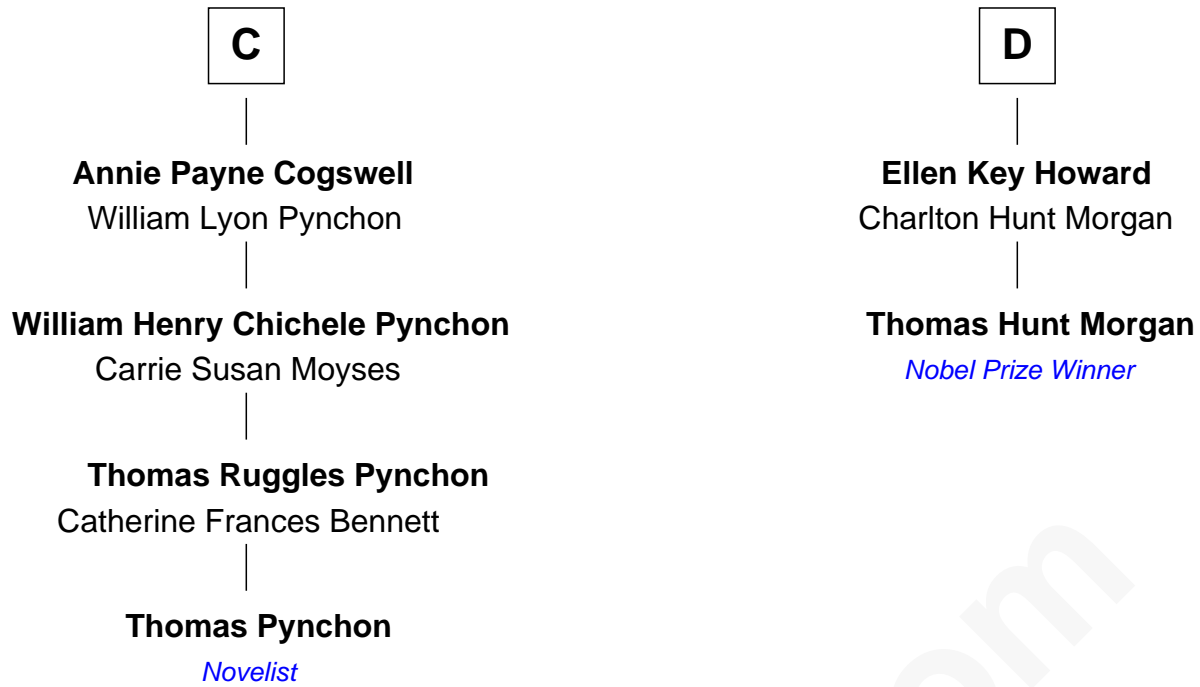 C
Annie Payne Cogswell
William Lyon Pynchon
William Henry Chichele Pynchon
Carrie Susan Moyses
Thomas Ruggles Pynchon
Catherine Frances Bennett
Thomas Pynchon
Novelist
D
Ellen Key Howard
Charlton Hunt Morgan
Thomas Hunt Morgan
Nobel Prize Winner
om